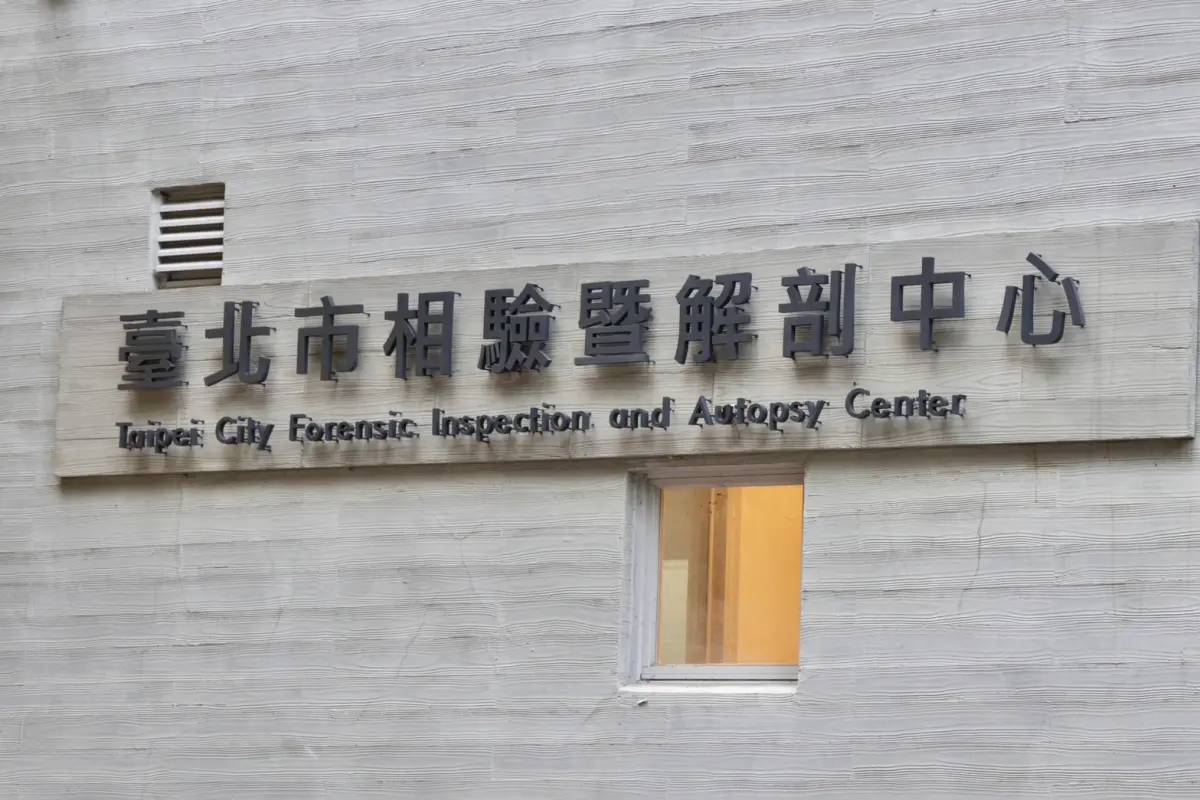 臺北市相驗暨解剖中心
Taipei City Forensic Inspection and Autopsy Center